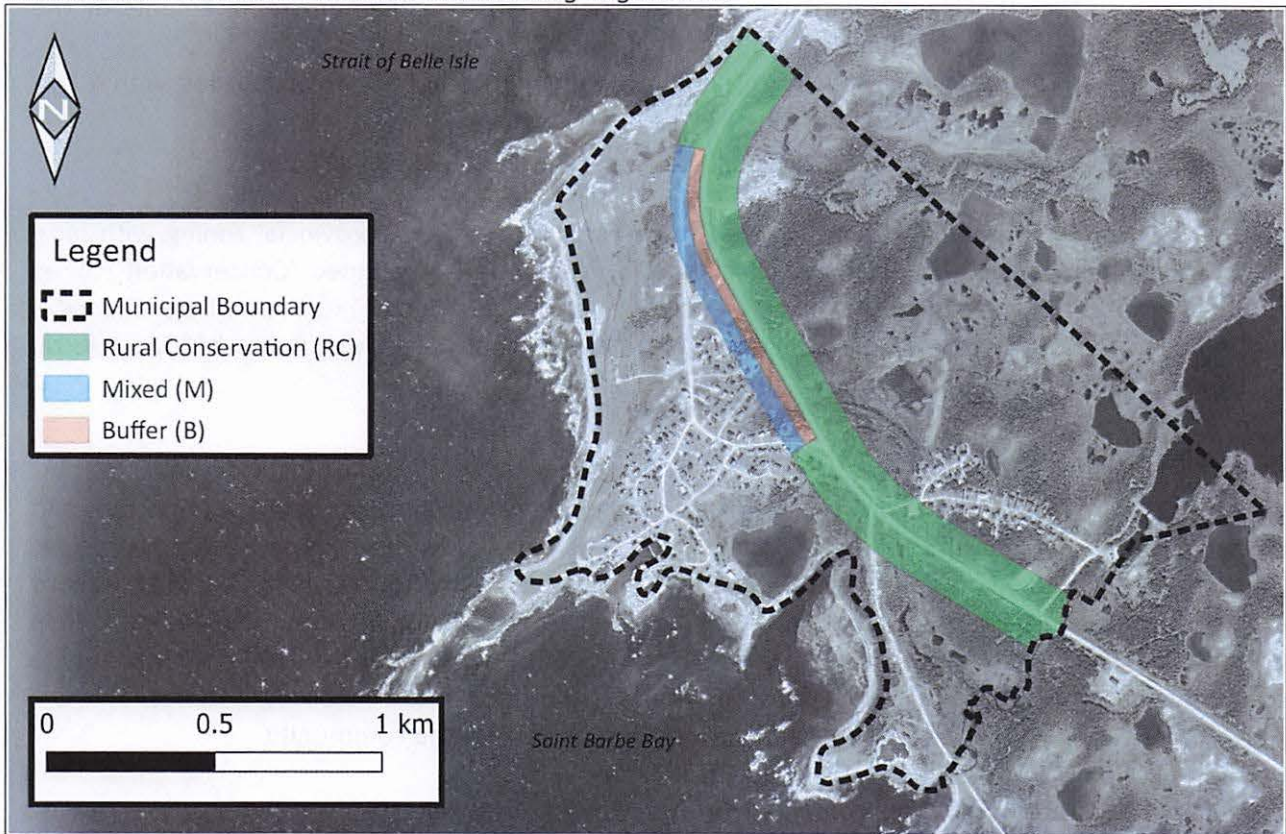 Strait of Belle Isle
N
Legend
Municipal Boundary
Rural Conservation (RC)
Mixed (M)
Buffer (B)
0 0.5 1 km
Saint Barbe Bay